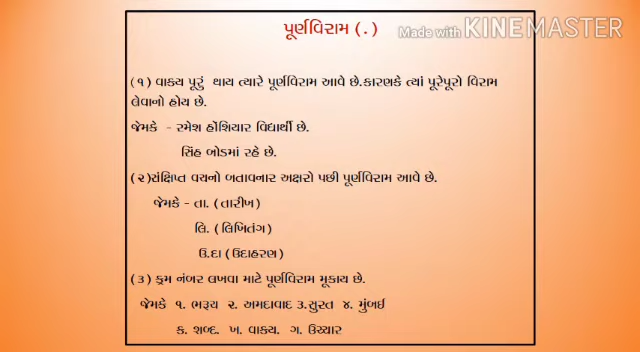 પૂર્ણવિરામ (.)
Made with KINEMASTER
(૧) વાક્ય પૂરું થાય ત્યારે પૂર્ણવિરામ આવે છે.કારણકે ત્યાં પૂરેપૂરો વિરામ
લેવાનો હોય છે.
જેમકે - રમેશ હોંશિયાર વિદ્યાર્થી છે.
સિંહ બોડમાં રહે છે.
(૨)સંક્ષિપ્ત વચનો બતાવનાર અક્ષરો પછી પૂર્ણવિરામ આવે છે.
જેમકે - તા. (તારીખ)
લિ. (લિખિતંગ)
ઉ.દા (ઉદાહરણ)
(૩) ક્રમ નંબર લખવા માટે પૂર્ણવિરામ મૂકાય છે.
જેમકે ૧. ભરૂચ ૨. અમદાવાદ ૩.સુરત ૪. મુંબઈ
ક. શબ્દ. ખ. વાક્ય. ગ. ઉચ્ચાર